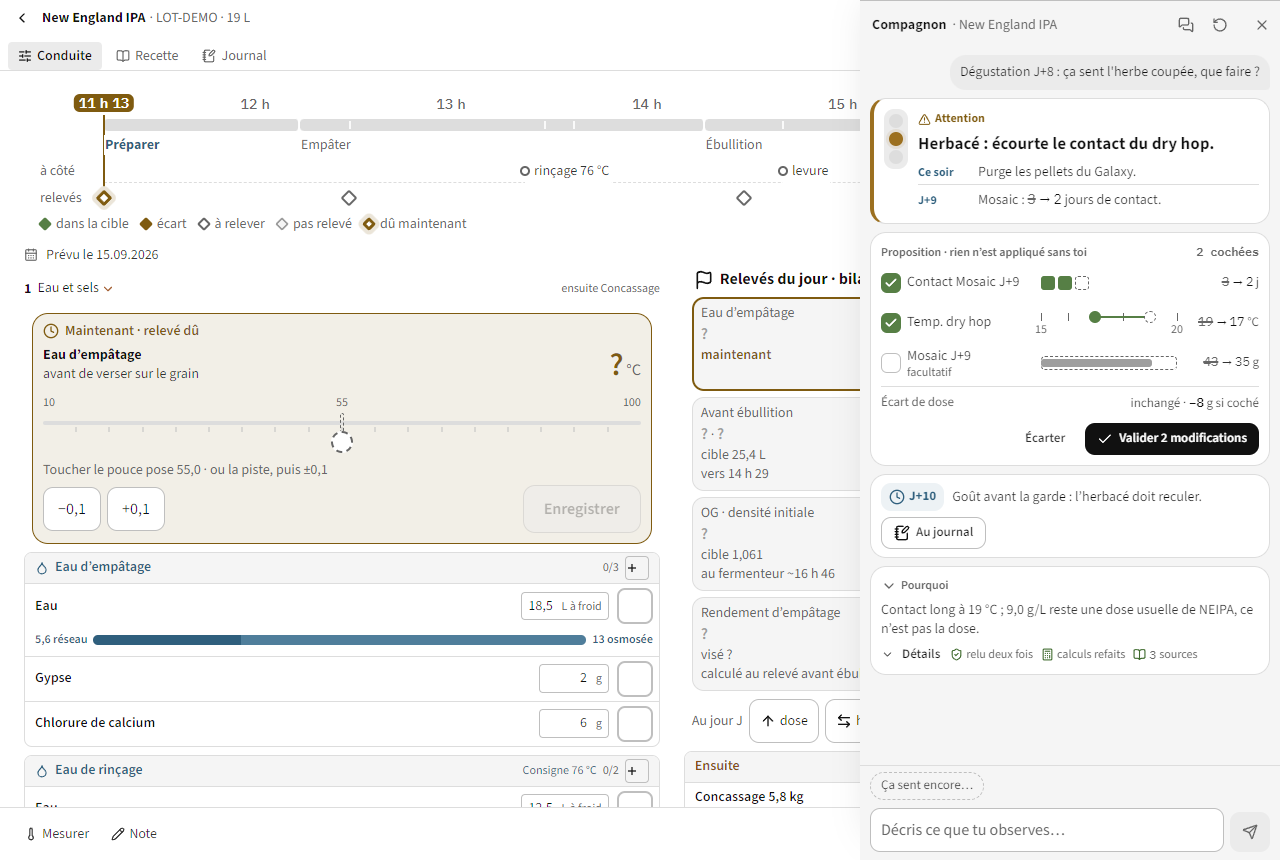 New England IPA · LOT-DEMO · 19 L
Conduite
Recette
Journal
11 h 13
12 h
13 h
14 h
15 h
Préparer
Empâter
Ébullition
à côté
rinçage 76 °C
levure
relevés
dans la cible
écart
à relever
pas relevé
dû maintenant
Prévu le 15.09.2026
1 Eau et sels
ensuite Concassage
Maintenant · relevé dû
Eau d’empâtage
avant de verser sur le grain
? °C
10
55
100
Toucher le pouce pose 55,0 · ou la piste, puis ±0,1
−0,1
+0,1
Enregistrer
Eau d’empâtage
0/3
+
Eau
18,5 L à froid
5,6 réseau
13 osmosée
Gypse
2 g
Chlorure de calcium
6 g
Eau de rinçage
Consigne 76 °C 0/2
+
Eau
12,5 L à froid
Relevés du jour · bila
Eau d’empâtage
?
maintenant
Avant ébullition
? · ?
cible 25,4 L
vers 14 h 29
OG · densité initiale
?
cible 1,061
au fermenteur ~16 h 46
Rendement d’empâtage
?
visé ?
calculé au relevé avant ébu
Au jour J
dose
Ensuite
Concassage 5,8 kg
Mesurer
Note
Compagnon · New England IPA
Dégustation J+8 : ça sent l'herbe coupée, que faire ?
Attention
Herbacé : écourte le contact du dry hop.
Ce soir
Purge les pellets du Galaxy.
J+9
Mosaic : 3 → 2 jours de contact.
Proposition · rien n’est appliqué sans toi
2 cochées
Contact Mosaic J+9
3 → 2 j
Temp. dry hop
15
20
19 → 17 °C
Mosaic J+9
facultatif
43 → 35 g
Écart de dose
inchangé · −8 g si coché
Écarter
Valider 2 modifications
J+10
Goût avant la garde : l’herbacé doit reculer.
Au journal
Pourquoi
Contact long à 19 °C ; 9,0 g/L reste une dose usuelle de NEIPA, ce
n’est pas la dose.
Détails
relu deux fois
calculs refaits
3 sources
Ça sent encore…
Décris ce que tu observes…